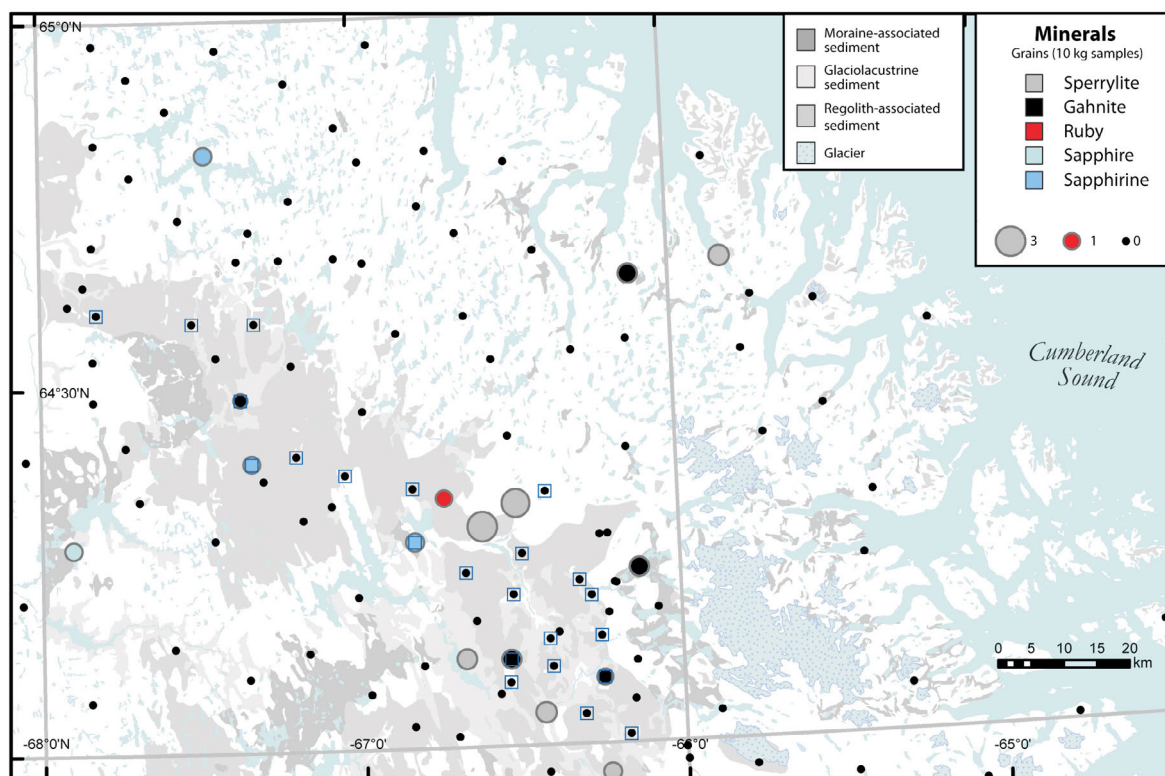 65°0'N
Moraine-associated
sediment
Glaciolacustrine
sediment
Regolith-associated
sediment
Glacier
Minerals
Grains (10 kg samples)
Sperrylite
Gahnite
Ruby
Sapphire
Sapphirine
3 1 0
Cumberland
Sound
64°30'N
0 5 10 15 20
km
-68°0'N
-67°0'
-66°0'
-65°0'